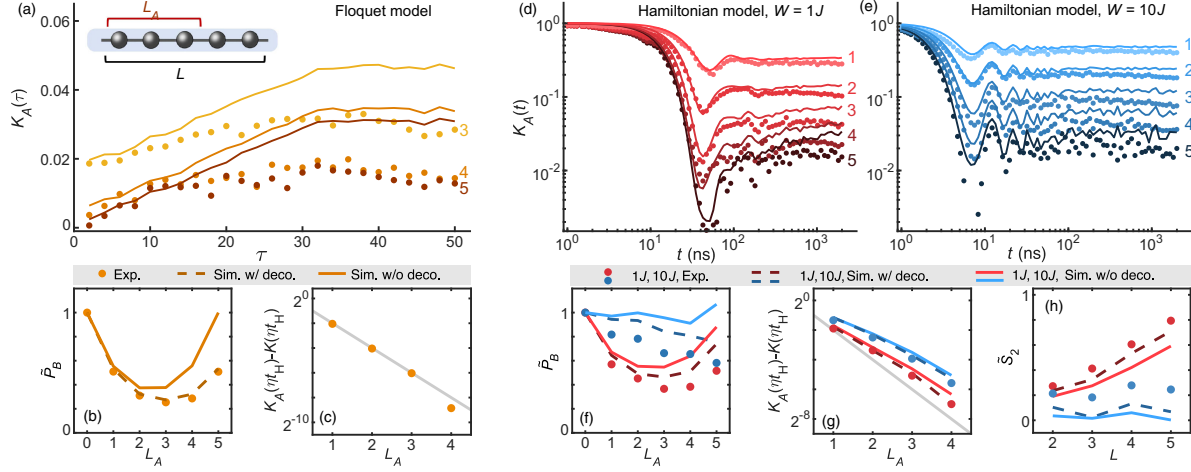 (a)
Floquet model
L_A
L
K_A(τ)
0.06
0.04
0.02
0
3
4
5
0 10 20 30 40 50
τ
(d)
Hamiltonian model, W = 1J
K_A(t)
10^0
10^-1
10^-2
1
2
3
4
5
10^0 10^1 10^2 10^3
t (ns)
(e)
Hamiltonian model, W = 10J
10^0
10^-1
10^-2
1
2
3
4
5
10^0 10^1 10^2 10^3
t (ns)
Exp. Sim. w/ deco. Sim. w/o deco.
1J, 10J, Exp. 1J, 10J, Sim. w/ deco. 1J, 10J, Sim. w/o deco.
(b)
P̃_B
1
0
0 1 2 3 4 5
L_A
(c)
K_A(ηt_H)-K(ηt_H)
2^0
2^-10
1 2 3 4
L_A
(f)
P̃_B
1
0
0 1 2 3 4 5
L_A
(g)
K_A(ηt_H)-K(ηt_H)
2^0
2^-8
1 2 3 4
L_A
(h)
S̃_2
1
0
2 3 4 5
L